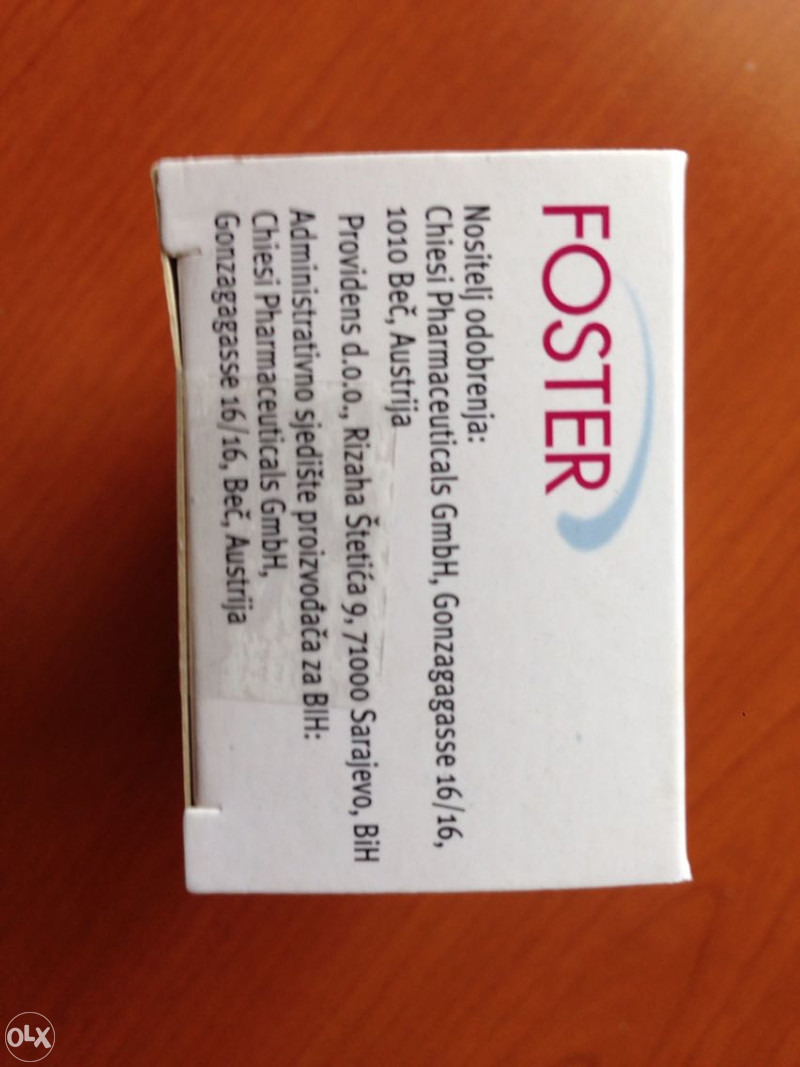 FOSTER
Nositelj odobrenja:
Chiesi Pharmaceuticals GmbH, Gonzagagasse 16/16,
1010 Beč, Austrija
Providens d.o.o., Rizaha Štetića 9, 71000 Sarajevo, BiH
Administrativno sjedište proizvođača za BIH:
Chiesi Pharmaceuticals GmbH,
Gonzagagasse 16/16, Beč, Austrija
OLX